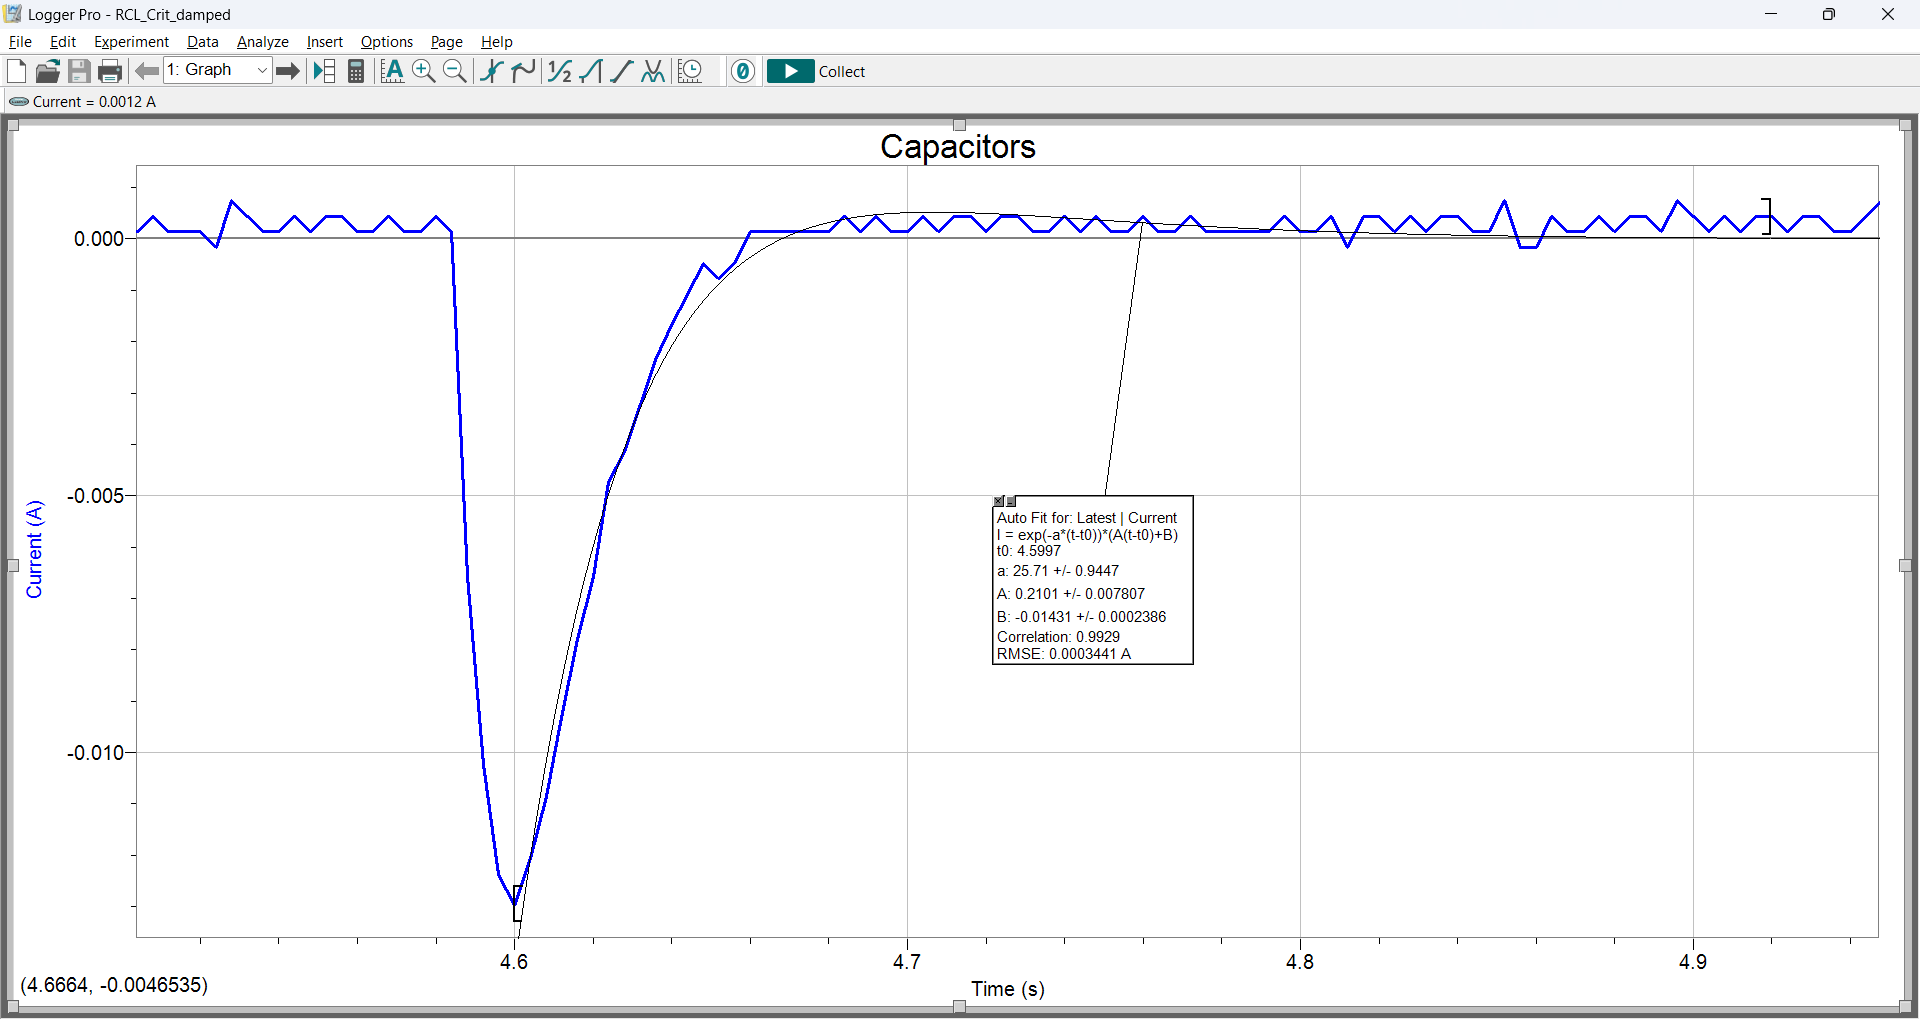 Logger Pro - RCL_Crit_damped
File Edit Experiment Data Analyze Insert Options Page Help
1: Graph
Collect
Current = 0.0012 A
Capacitors
0.000
-0.005
-0.010
Current (A)
Auto Fit for: Latest | Current
I = exp(-a*(t-t0))*(A(t-t0)+B)
t0: 4.5997
a: 25.71 +/- 0.9447
A: 0.2101 +/- 0.007807
B: -0.01431 +/- 0.0002386
Correlation: 0.9929
RMSE: 0.0003441 A
4.6 4.7 4.8 4.9
(4.6664, -0.0046535)
Time (s)